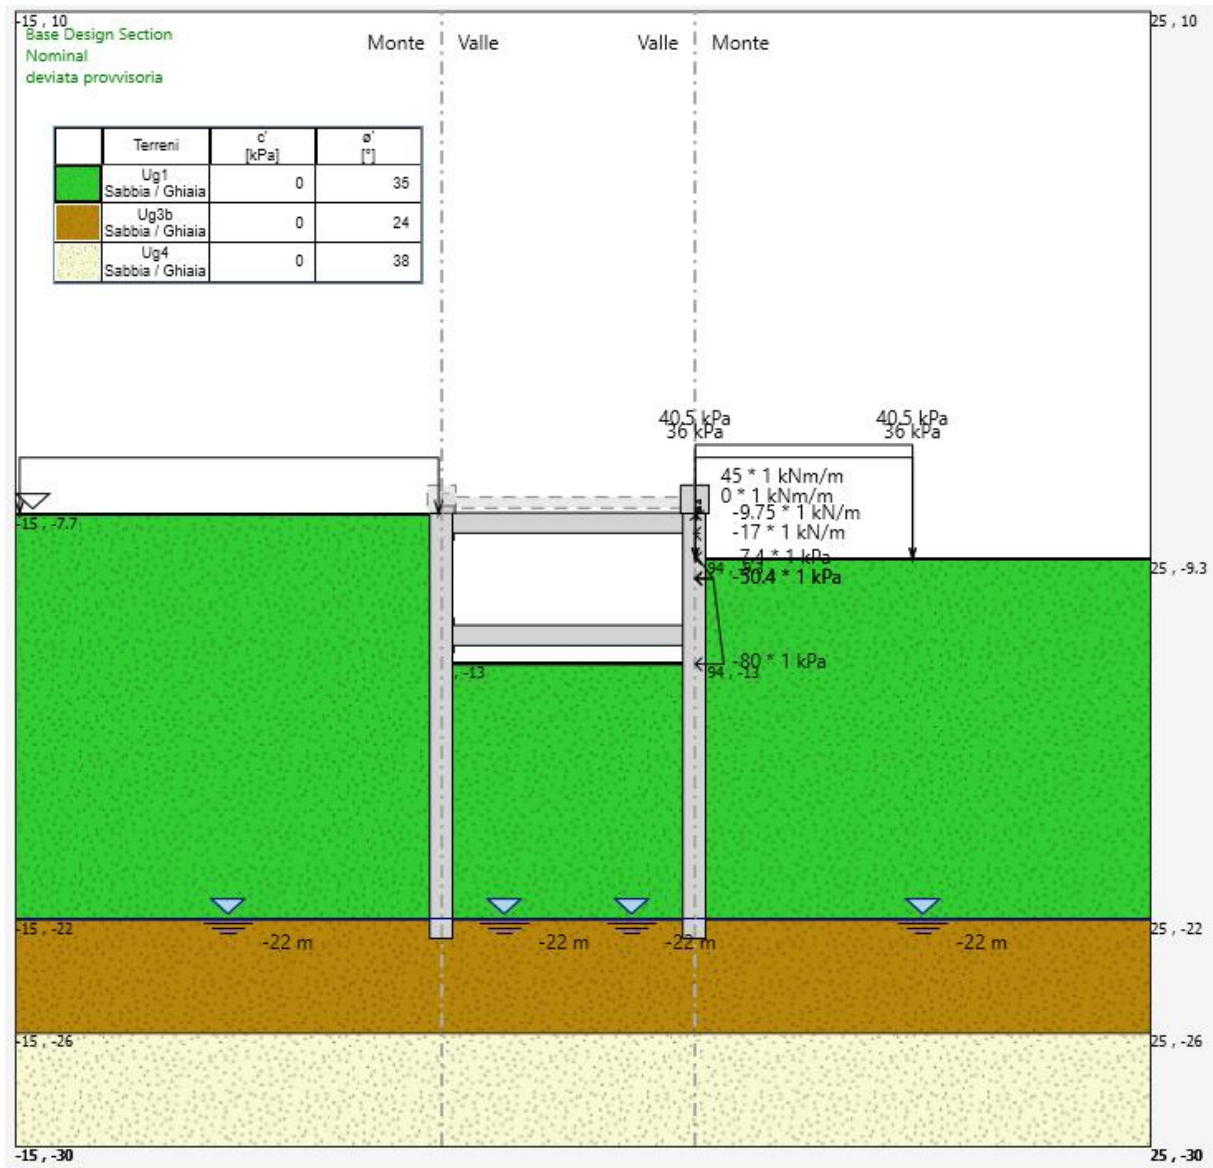 -15 , 10
25 , 10
Base Design Section
Nominal
deviata provvisoria
Monte
Valle
Valle
Monte
Terreni
c'
[kPa]
ø'
[°]
Ug1
Sabbia / Ghiaia
0
35
Ug3b
Sabbia / Ghiaia
0
24
Ug4
Sabbia / Ghiaia
0
38
40.5 kPa
36 kPa
40.5 kPa
36 kPa
45 * 1 kNm/m
0 * 1 kNm/m
-9.75 * 1 kN/m
-17 * 1 kN/m
-15 , -7.7
25 , -9.3
-50.4 * 1 kPa
-80 * 1 kPa
, -13
94 , -13
-15 , -22
25 , -22
-22 m
-22 m
-22 m
-22 m
-15 , -26
25 , -26
-15 , -30
25 , -30